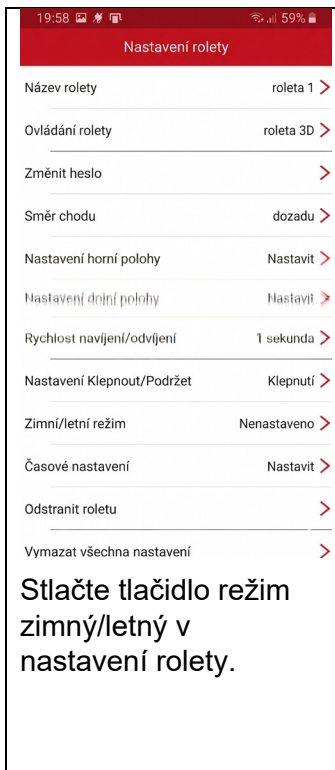 19:58 59%
Nastavení rolety
Název rolety roleta 1
Ovládání rolety roleta 3D
Změnit heslo
Směr chodu dozadu
Nastavení horní polohy Nastavit
Nastavení dolní polohy Nastavit
Rychlost navíjení/odvíjení 1 sekunda
Nastavení Klepnout/Podržet Klepnutí
Zimní/letní režim Nenastaveno
Časové nastavení Nastavit
Odstranit roletu
Vymazat všechna nastavení
Stlačte tlačidlo režim
zimný/letný v
nastavení rolety.